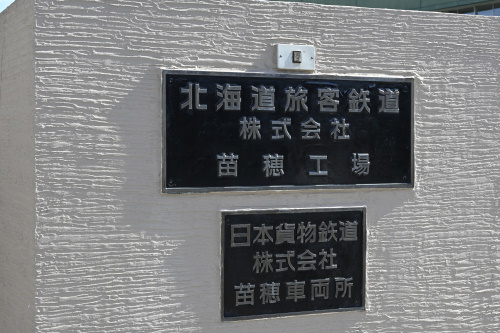 北海道旅客鉄道
株式会社
苗穂工場
日本貨物鉄道
株式会社
苗穂車両所